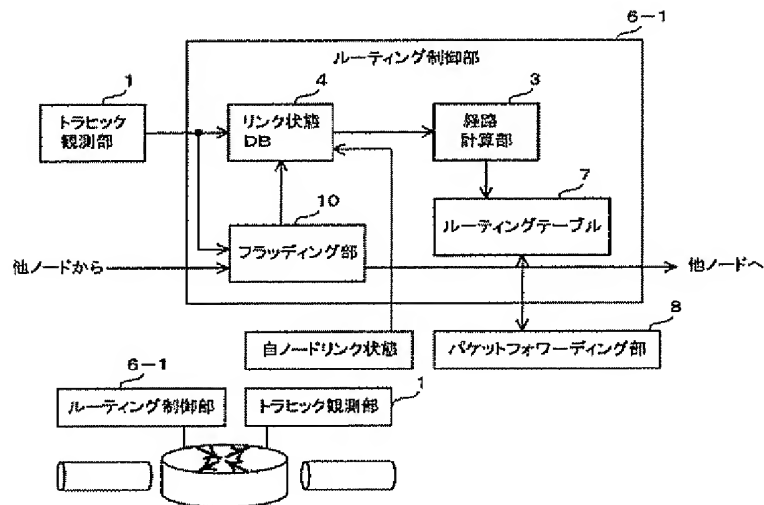 6-1
ルーティング制御部
1
4
3
トラヒック
観測部
リンク状態
DB
経路
計算部
10
7
フラッディング部
ルーティングテーブル
他ノードから
他ノードへ
8
自ノードリンク状態
パケットフォワーディング部
6-1
1
ルーティング制御部
トラヒック観測部